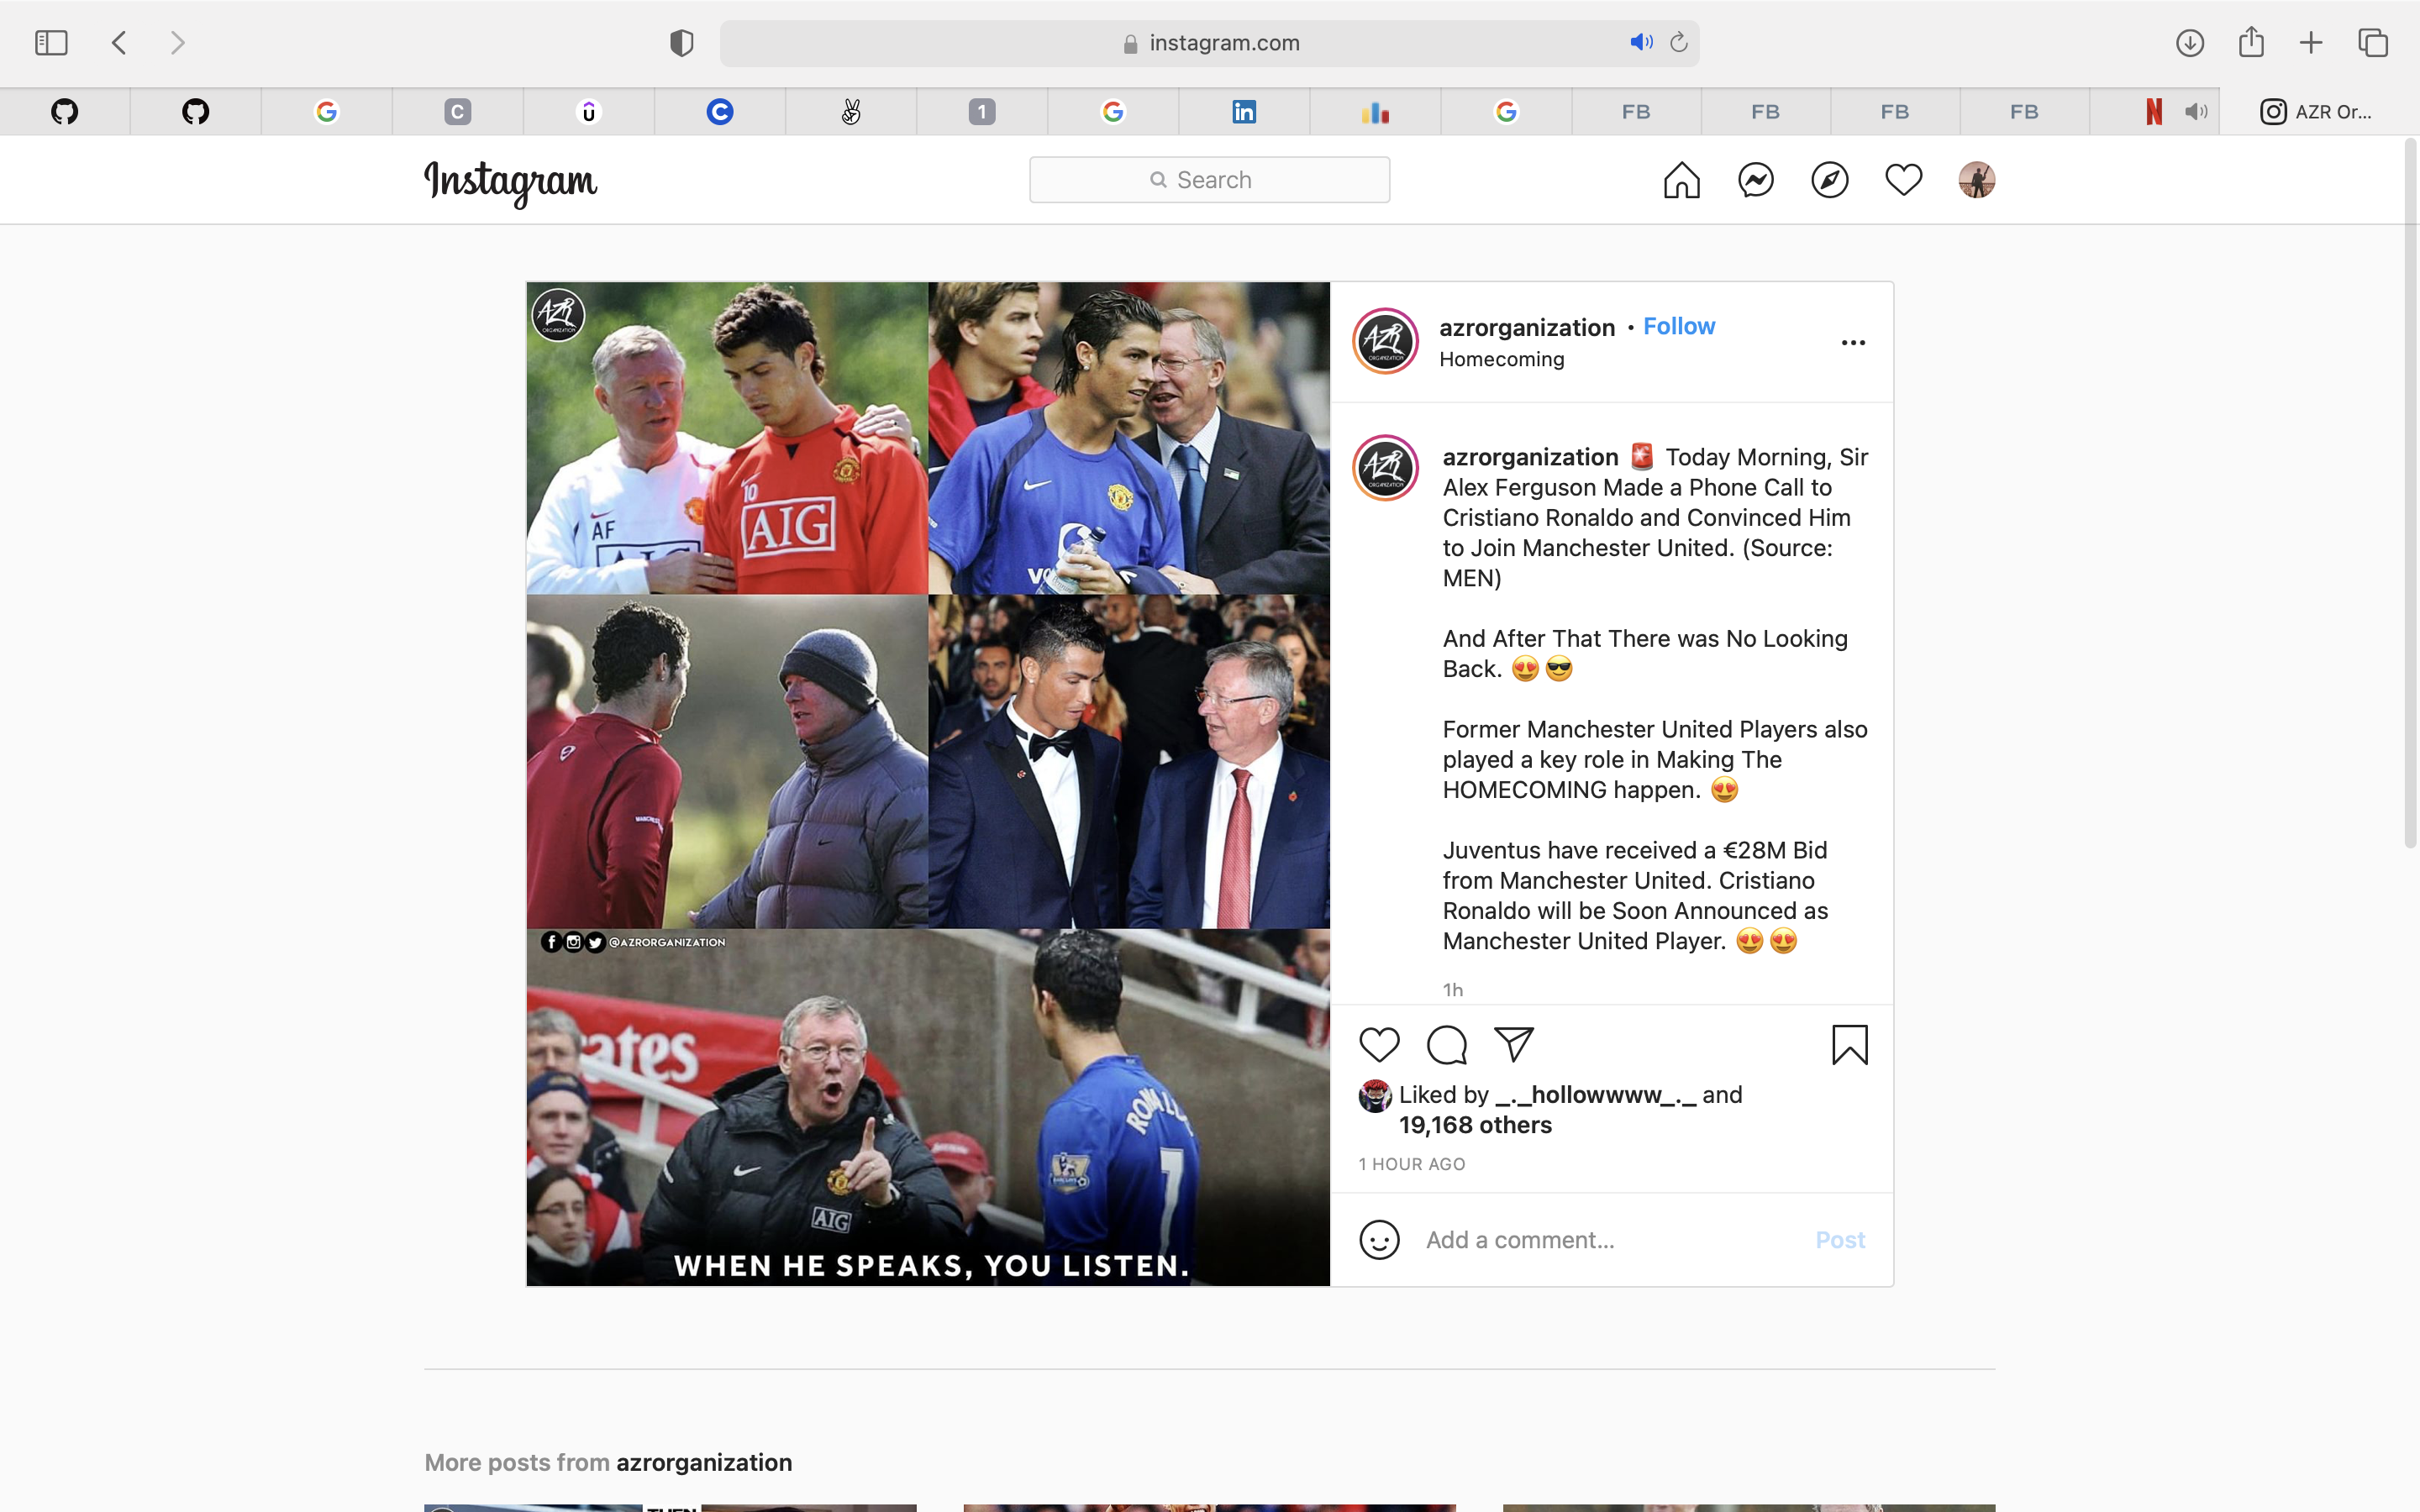 instagram.com
C
1
FB
FB
FB
FB
AZR Or...
Instagram
Search
AZR
ORGANIZATION
10
AIG
AF
@AZRORGANIZATION
RONALDO
7
AIG
WHEN HE SPEAKS, YOU LISTEN.
azrorganization • Follow
Homecoming
azrorganization 🚨 Today Morning, Sir
Alex Ferguson Made a Phone Call to
Cristiano Ronaldo and Convinced Him
to Join Manchester United. (Source:
MEN)
And After That There was No Looking
Back. 😍😎
Former Manchester United Players also
played a key role in Making The
HOMECOMING happen. 😍
Juventus have received a €28M Bid
from Manchester United. Cristiano
Ronaldo will be Soon Announced as
Manchester United Player. 😍😍
1h
Liked by _._hollowwww_._ and
19,168 others
1 HOUR AGO
Add a comment...
Post
More posts from azrorganization